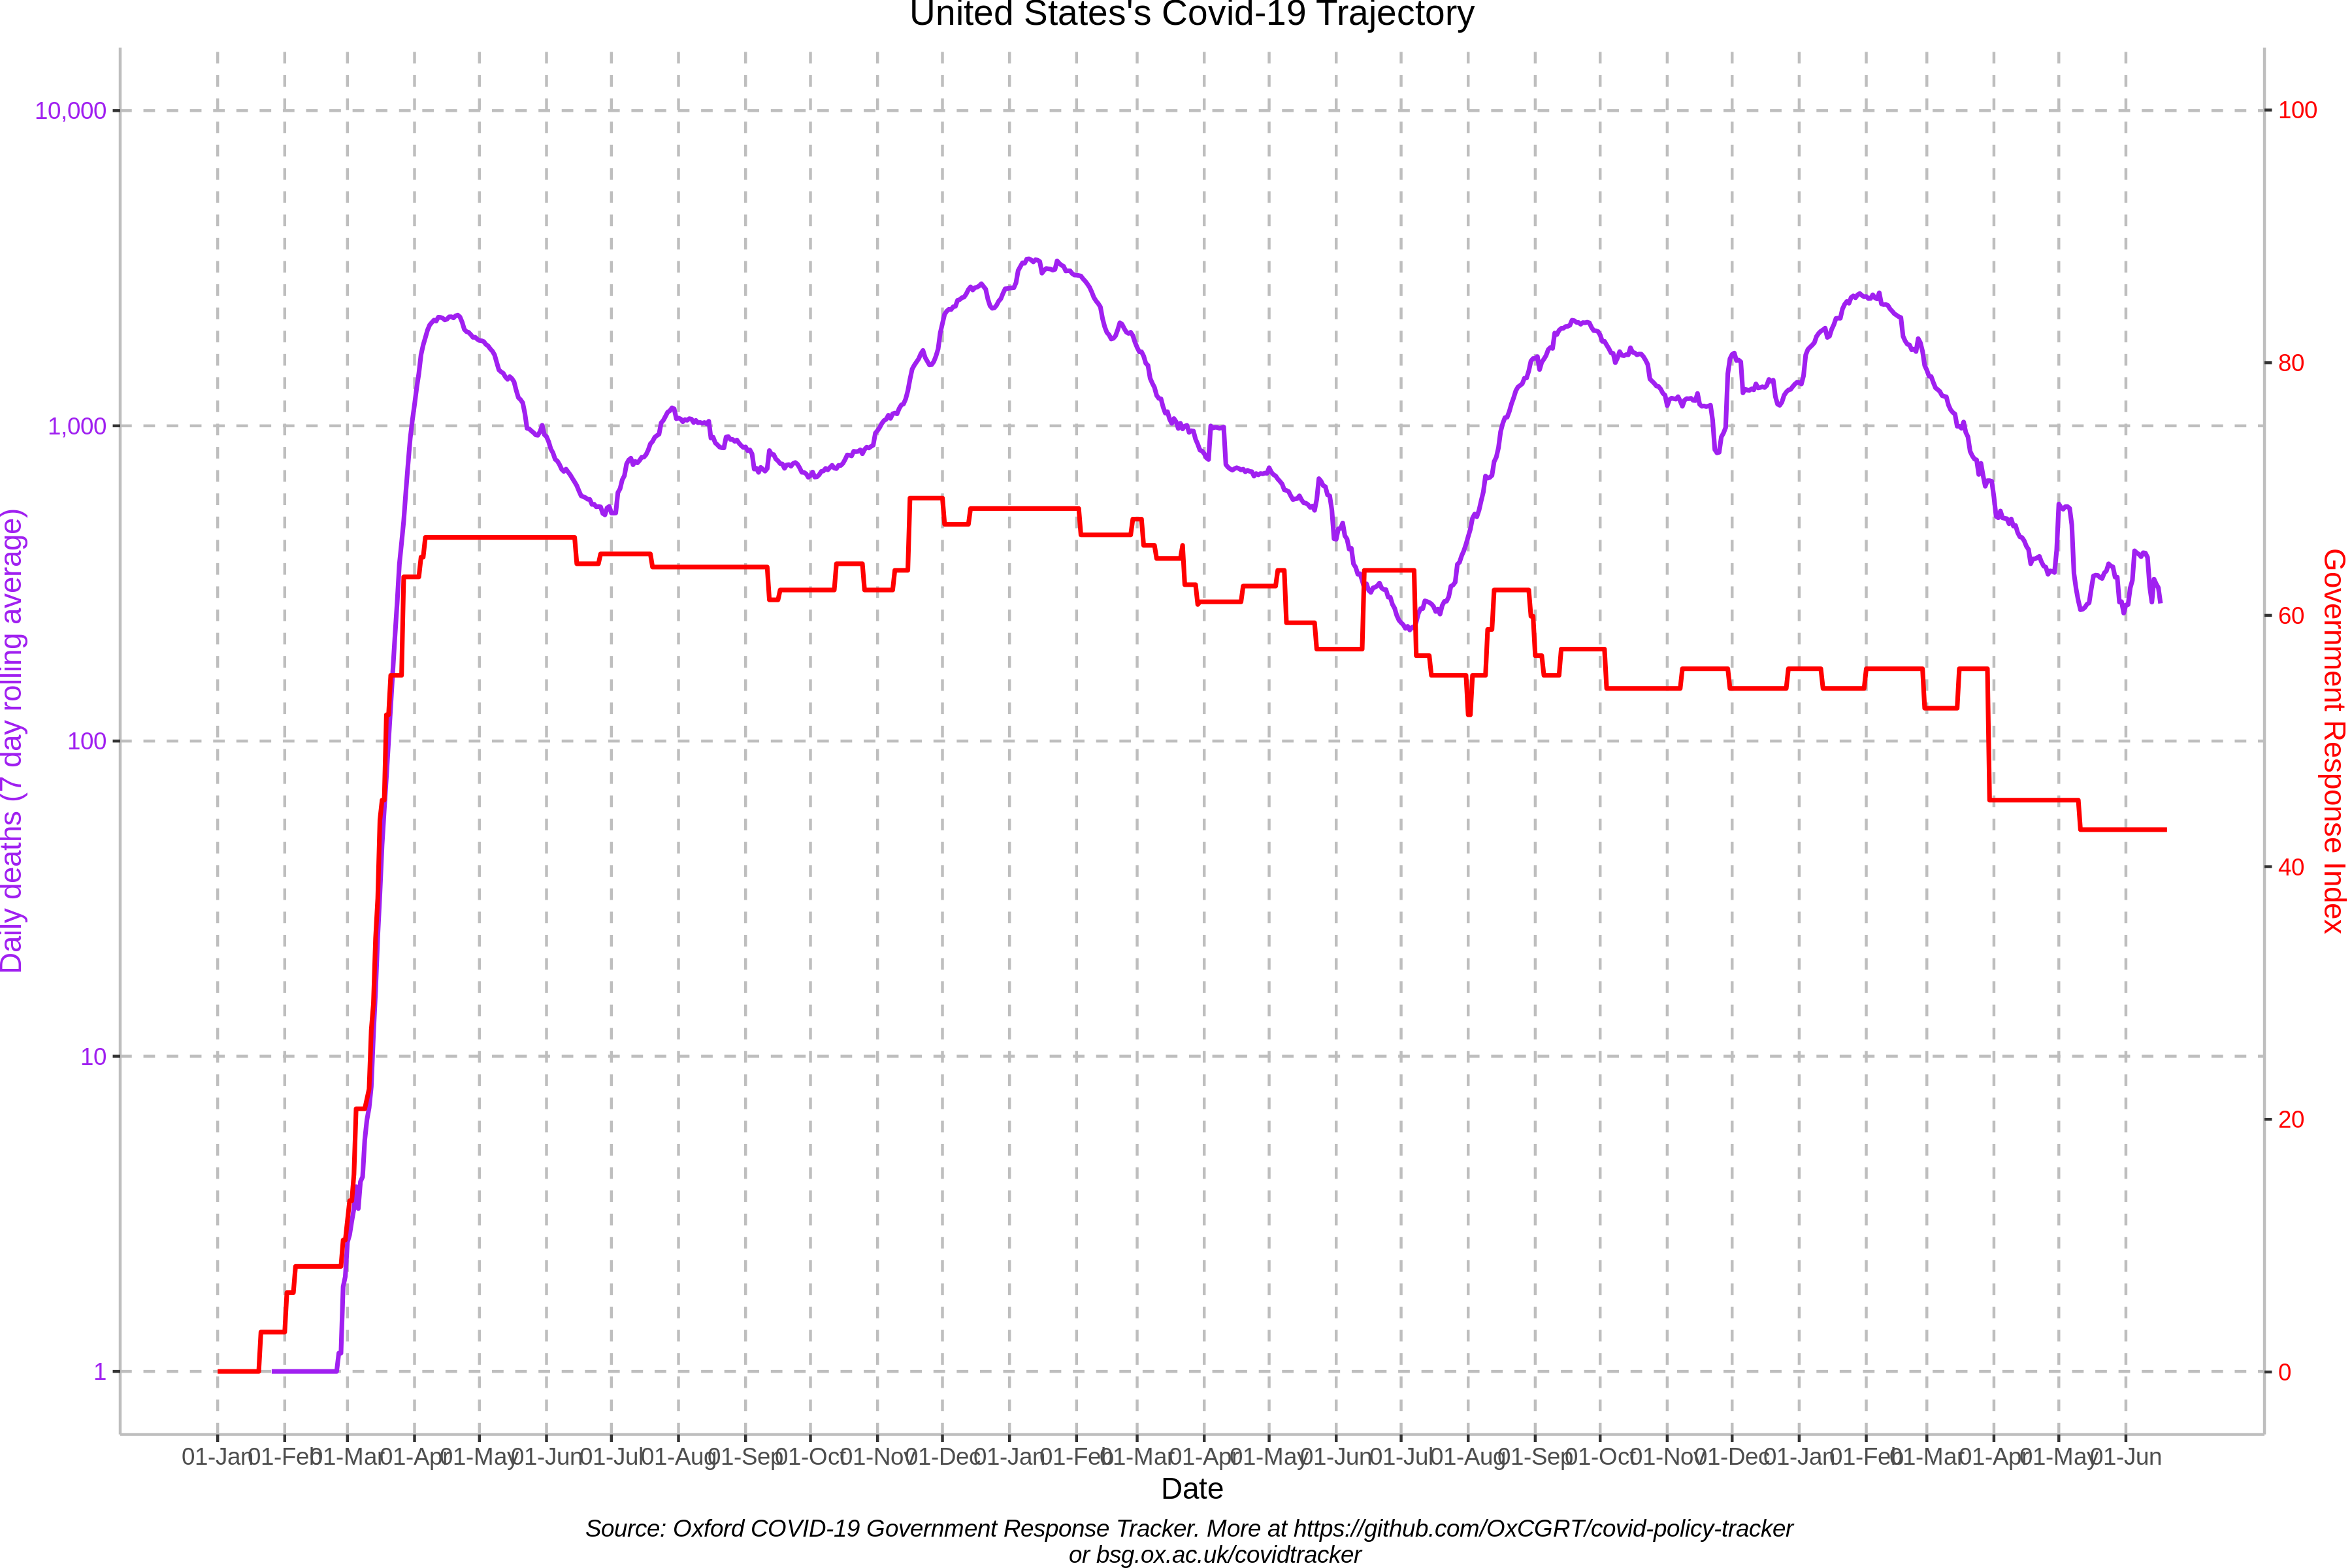 United States's Covid-19 Trajectory
10,000
1,000
100
10
1
Daily deaths (7 day rolling average)
100
80
60
40
20
0
Government Response Index
01-Jan 01-Feb 01-Mar 01-Apr 01-May 01-Jun 01-Jul 01-Aug 01-Sep 01-Oct 01-Nov 01-Dec 01-Jan 01-Feb 01-Mar 01-Apr 01-May 01-Jun 01-Jul 01-Aug 01-Sep 01-Oct 01-Nov 01-Dec 01-Jan 01-Feb 01-Mar 01-Apr 01-May 01-Jun
Date
Source: Oxford COVID-19 Government Response Tracker. More at https://github.com/OxCGRT/covid-policy-tracker
or bsg.ox.ac.uk/covidtracker